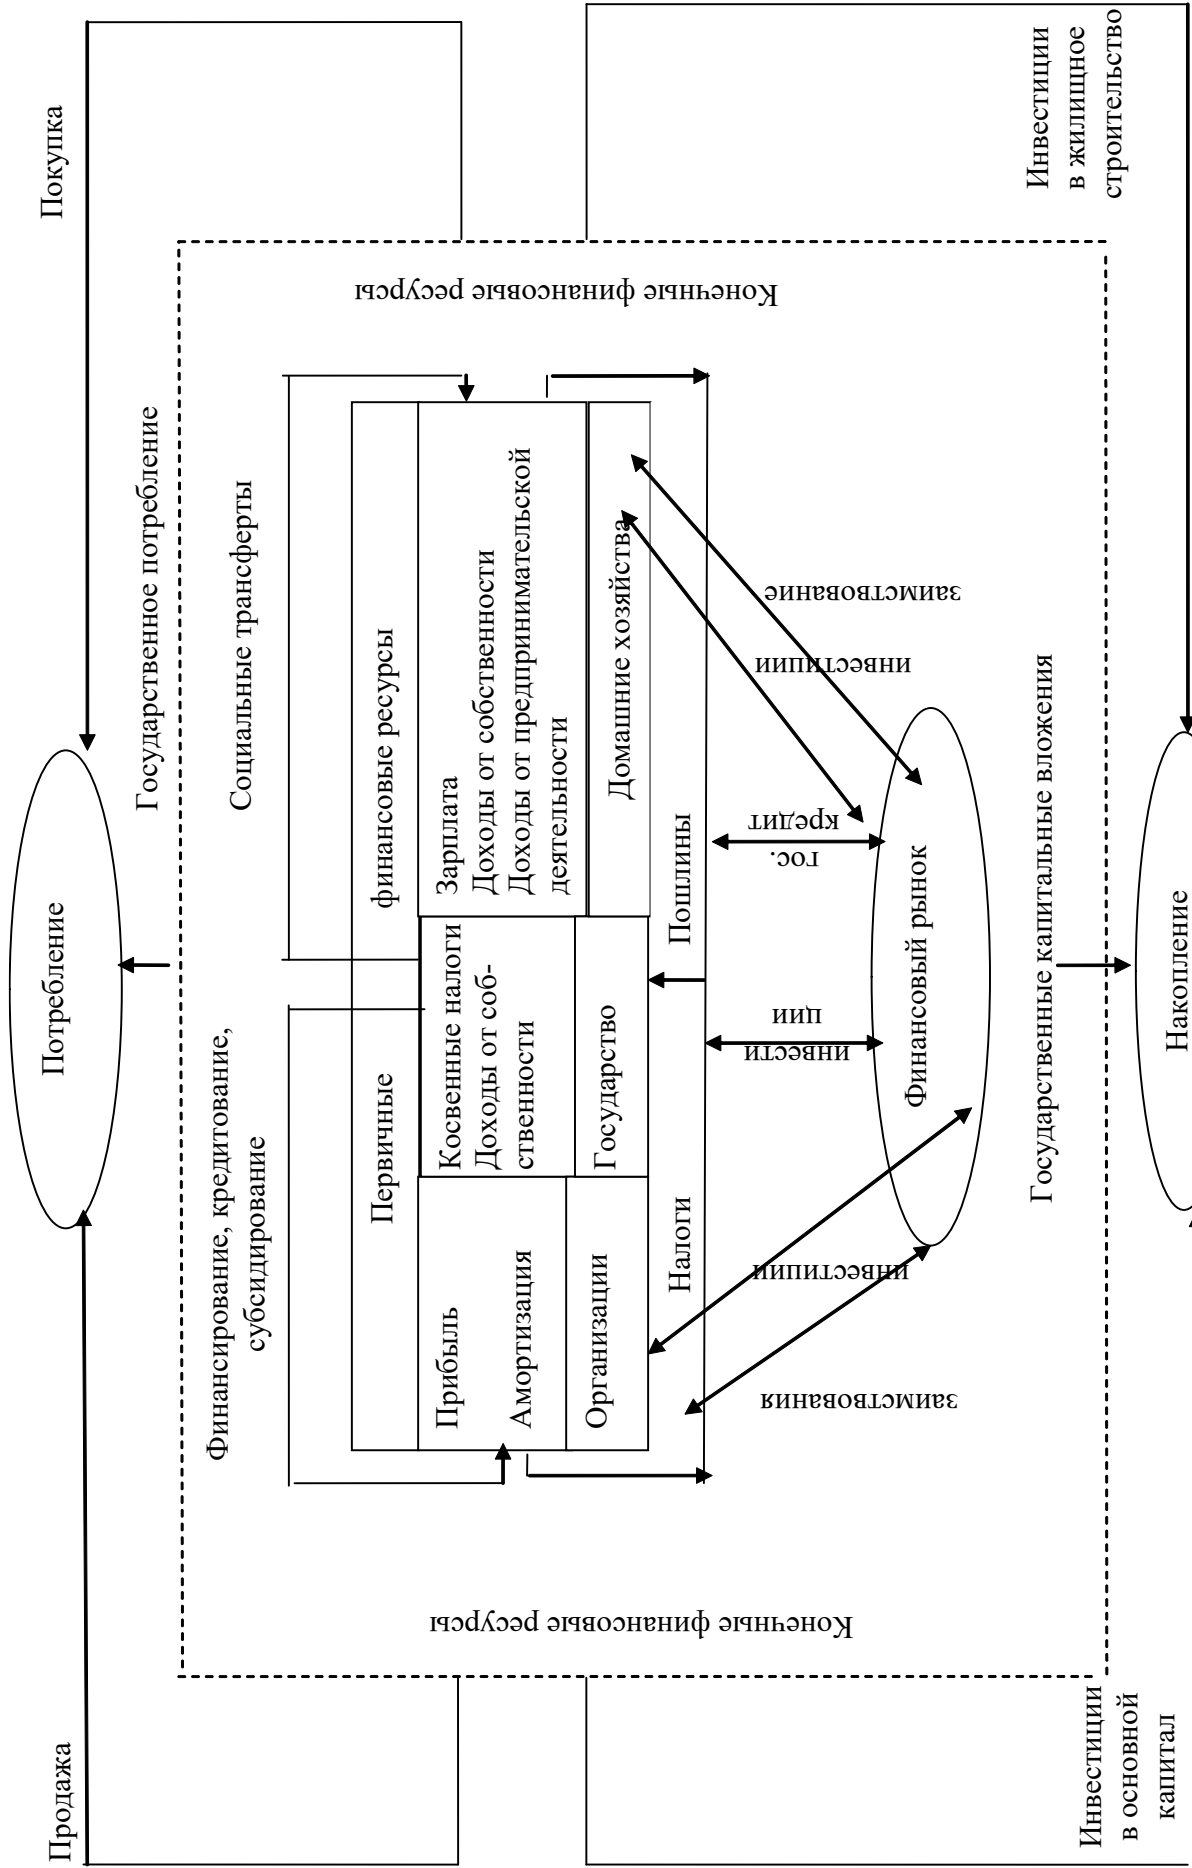 Потребление
Продажа
Покупка
Государственное потребление
Финансирование, кредитование,
субсидирование
Социальные трансферты
Конечные финансовые ресурсы
Конечные финансовые ресурсы
Первичные
финансовые ресурсы
Прибыль
Амортизация
Косвенные налоги
Доходы от соб-
ственности
Зарплата
Доходы от собственности
Доходы от предпринимательской
деятельности
Организации
Государство
Домашние хозяйства
Налоги
Пошлины
заимствования
инвестиции
инвести
ции
гос.
кредит
инвестиции
заимствование
Финансовый рынок
Государственные капитальные вложения
Инвестиции
в основной
капитал
Инвестиции
в жилищное
строительство
Накопление